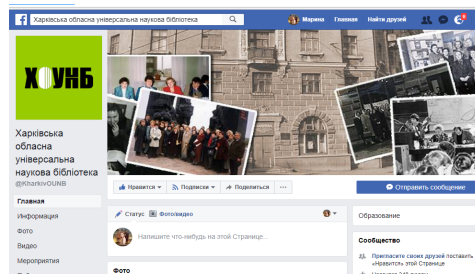 Харківська обласна універсальна наукова бібліотека
Марина Главная Найти друзей
ХОУНБ
Харківська
обласна
універсальна
наукова бібліотека
@KharkivOUNB
Нравится Подписки Поделиться ...
Отправить сообщение
Главная
Информация
Фото
Видео
Мероприятия
Статус Фото/видео
Напишите что-нибудь на этой Странице...
Фото
Образование
Сообщество
Пригласите своих друзей поставить
«Нравится» этой Странице